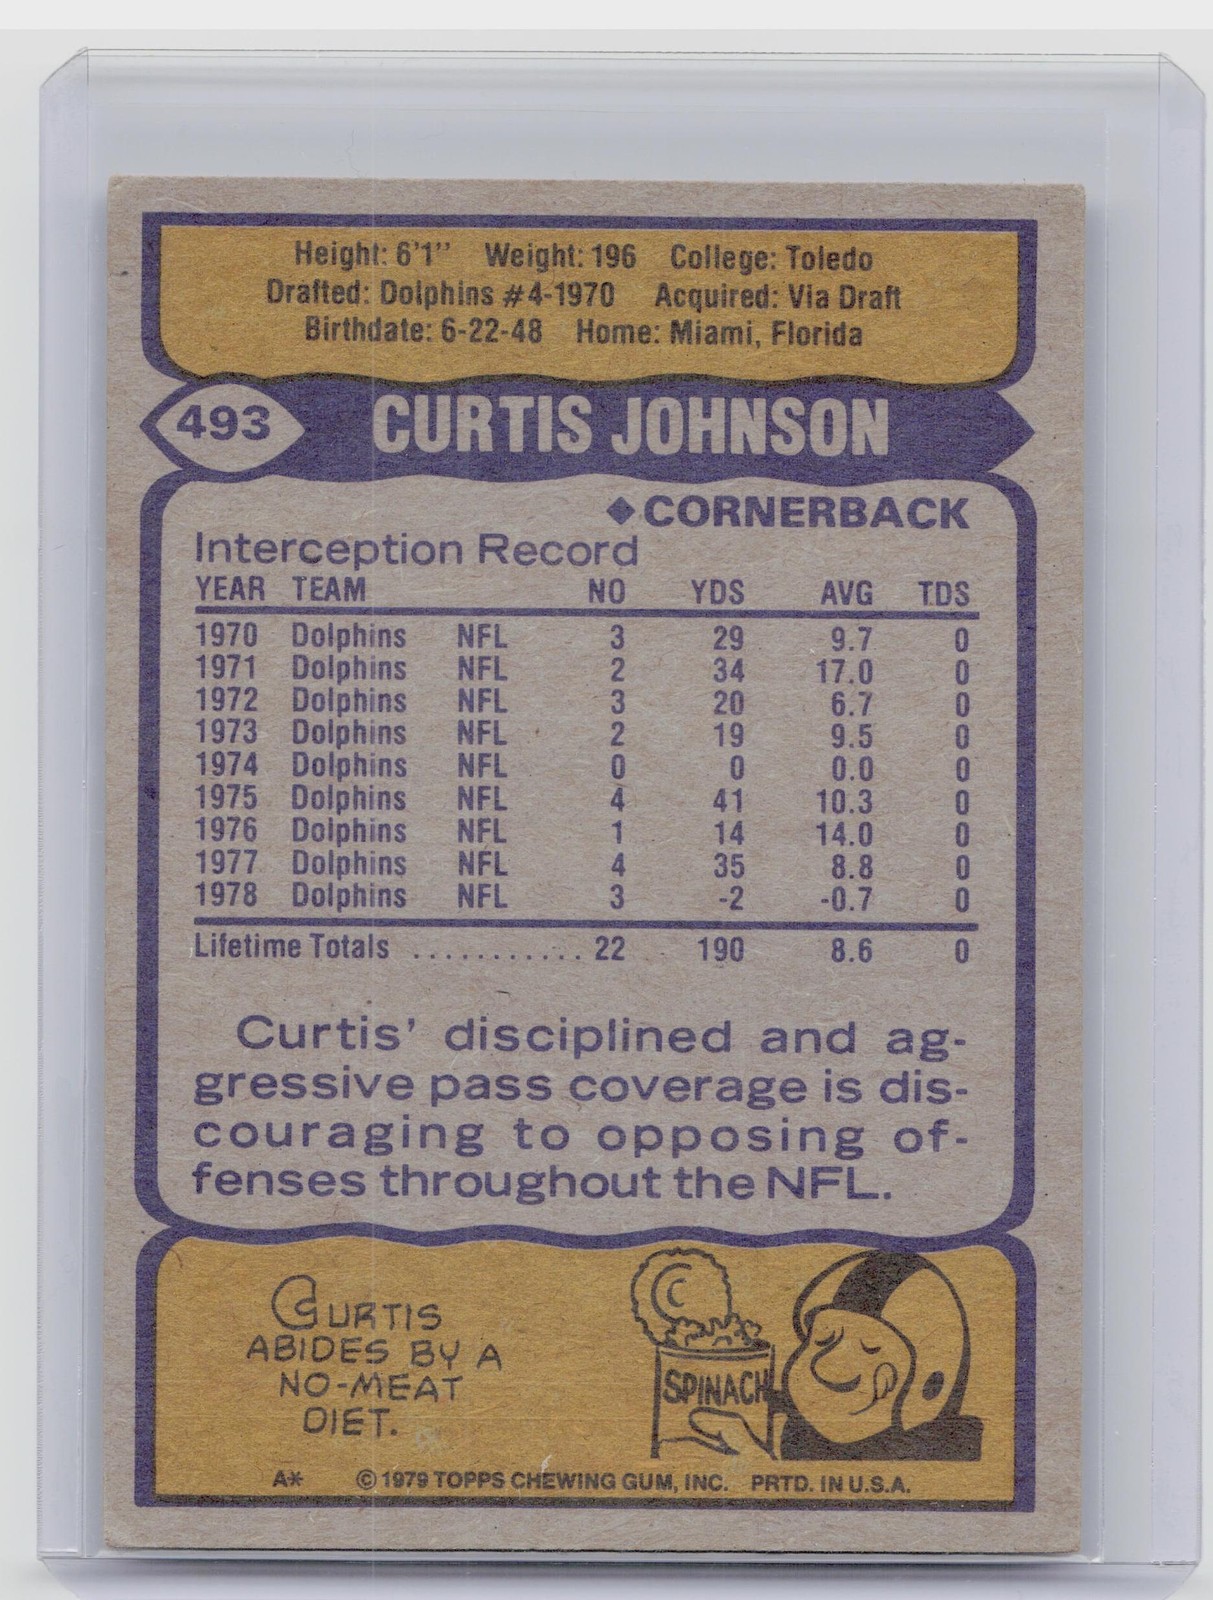 Height: 6'1" Weight: 196 College: Toledo
Drafted: Dolphins #4-1970 Acquired: Via Draft
Birthdate: 6-22-48 Home: Miami, Florida
493 CURTIS JOHNSON
◆CORNERBACK
Interception Record
YEAR TEAM NO YDS AVG TDS
1970 Dolphins NFL 3 29 9.7 0
1971 Dolphins NFL 2 34 17.0 0
1972 Dolphins NFL 3 20 6.7 0
1973 Dolphins NFL 2 19 9.5 0
1974 Dolphins NFL 0 0 0.0 0
1975 Dolphins NFL 4 41 10.3 0
1976 Dolphins NFL 1 14 14.0 0
1977 Dolphins NFL 4 35 8.8 0
1978 Dolphins NFL 3 -2 -0.7 0
Lifetime Totals ........... 22 190 8.6 0
Curtis' disciplined and ag-
gressive pass coverage is dis-
couraging to opposing of-
fenses throughout the NFL.
CURTIS
ABIDES BY A
NO-MEAT
DIET.
C
SPINACH
A* © 1979 TOPPS CHEWING GUM, INC. PRTD. IN U.S.A.